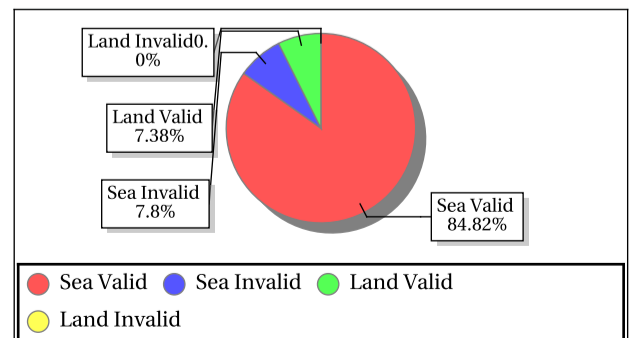 Land Invalid0.
0%
Land Valid
7.38%
Sea Invalid
7.8%
Sea Valid
84.82%
Sea Valid Sea Invalid Land Valid
Land Invalid